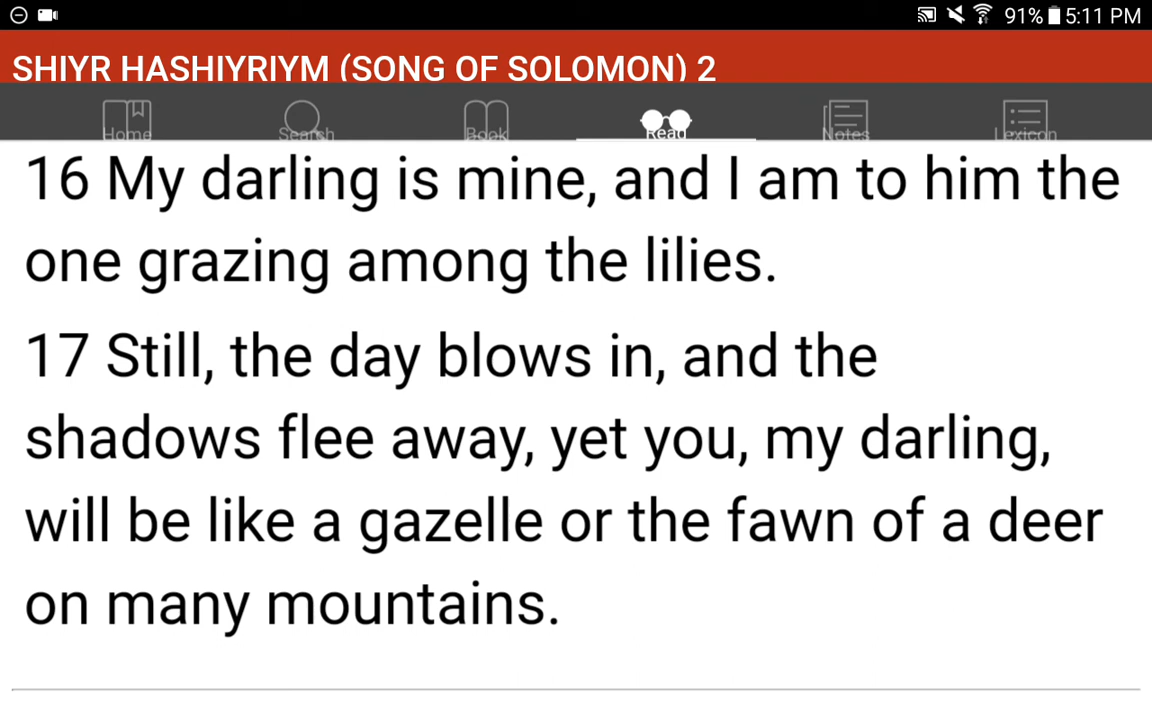 91% 5:11 PM
SHIYR HASHIYRIYM (SONG OF SOLOMON) 2
Home Search Book Read Notes Lexicon
16 My darling is mine, and I am to him the
one grazing among the lilies.
17 Still, the day blows in, and the
shadows flee away, yet you, my darling,
will be like a gazelle or the fawn of a deer
on many mountains.